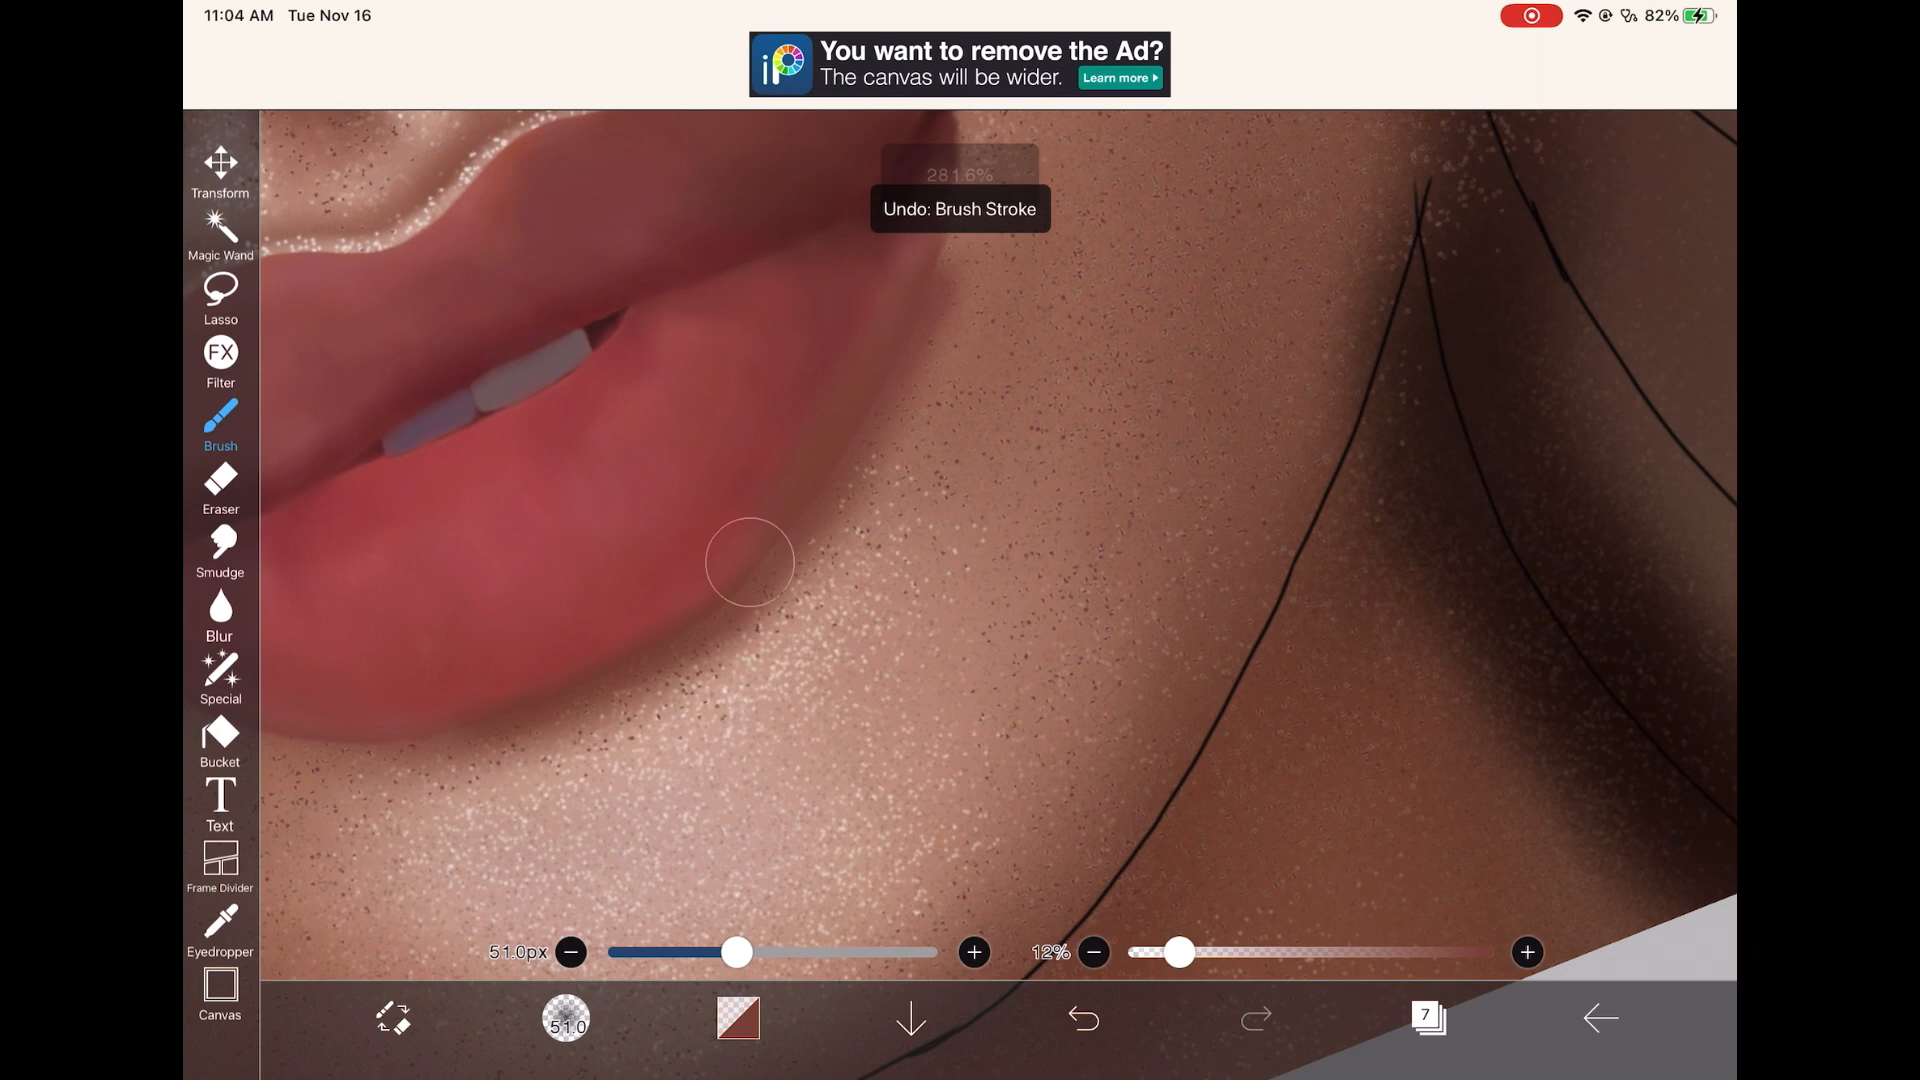 11:04 AM Tue Nov 16
82%
iP
You want to remove the Ad?
The canvas will be wider.
Learn more
281.6%
Undo: Brush Stroke
Transform
Magic Wand
Lasso
FX
Filter
Brush
Eraser
Smudge
Blur
Special
Bucket
T
Text
Frame Divider
Eyedropper
Canvas
51.0px
12%
51.0
7